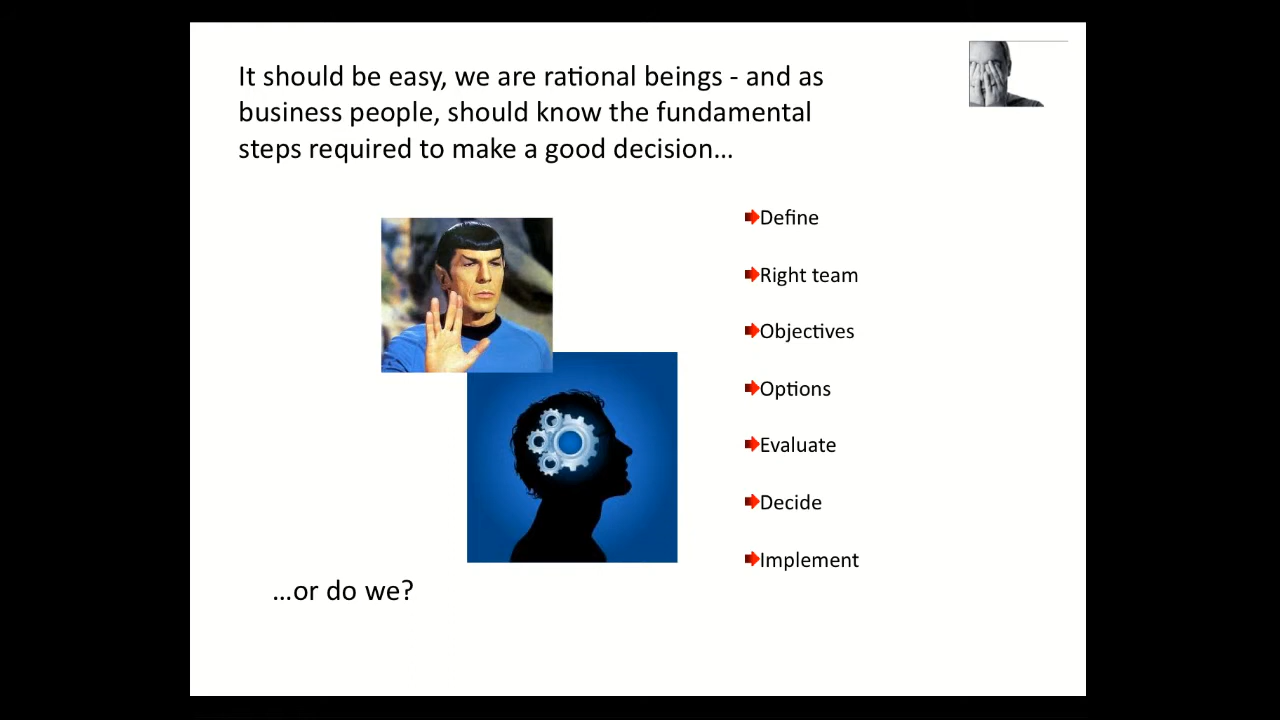 It should be easy, we are rational beings - and as
business people, should know the fundamental
steps required to make a good decision...
Define
Right team
Objectives
Options
Evaluate
Decide
Implement
...or do we?